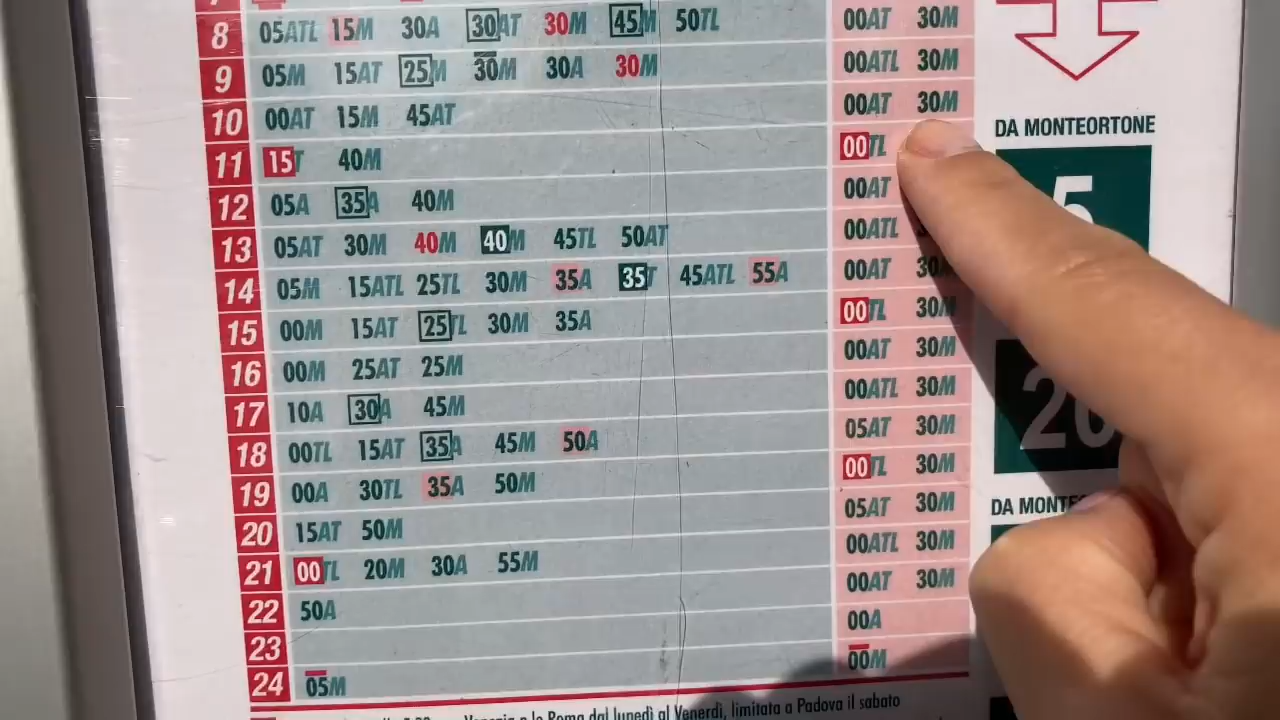 8 05ATL 15M 30A 30AT 30M 45M 50TL 00AT 30M
9 05M 15AT 25M 30M 30A 30M 00ATL 30M
10 00AT 15M 45AT 00AT 30M
11 15T 40M 00TL
12 05A 35A 40M 00AT
13 05AT 30M 40M 40M 45TL 50AT 00ATL
14 05M 15ATL 25TL 30M 35A 35T 45ATL 55A 00AT
15 00M 15AT 25TL 30M 35A 00TL 30M
16 00M 25AT 25M 00AT 30M
17 10A 30A 45M 00ATL 30M
18 00TL 15AT 35A 45M 50A 05AT 30M
19 00A 30TL 35A 50M 00TL 30M
20 15AT 50M 05AT 30M
21 00TL 20M 30A 55M 00ATL 30M
22 50A 00AT 30M
23 00A
24 05M 00M
DA MONTEORTONE
5
20
DA
Venezia p.le Roma dal lunedì al Venerdì, limitata a Padova il sabato